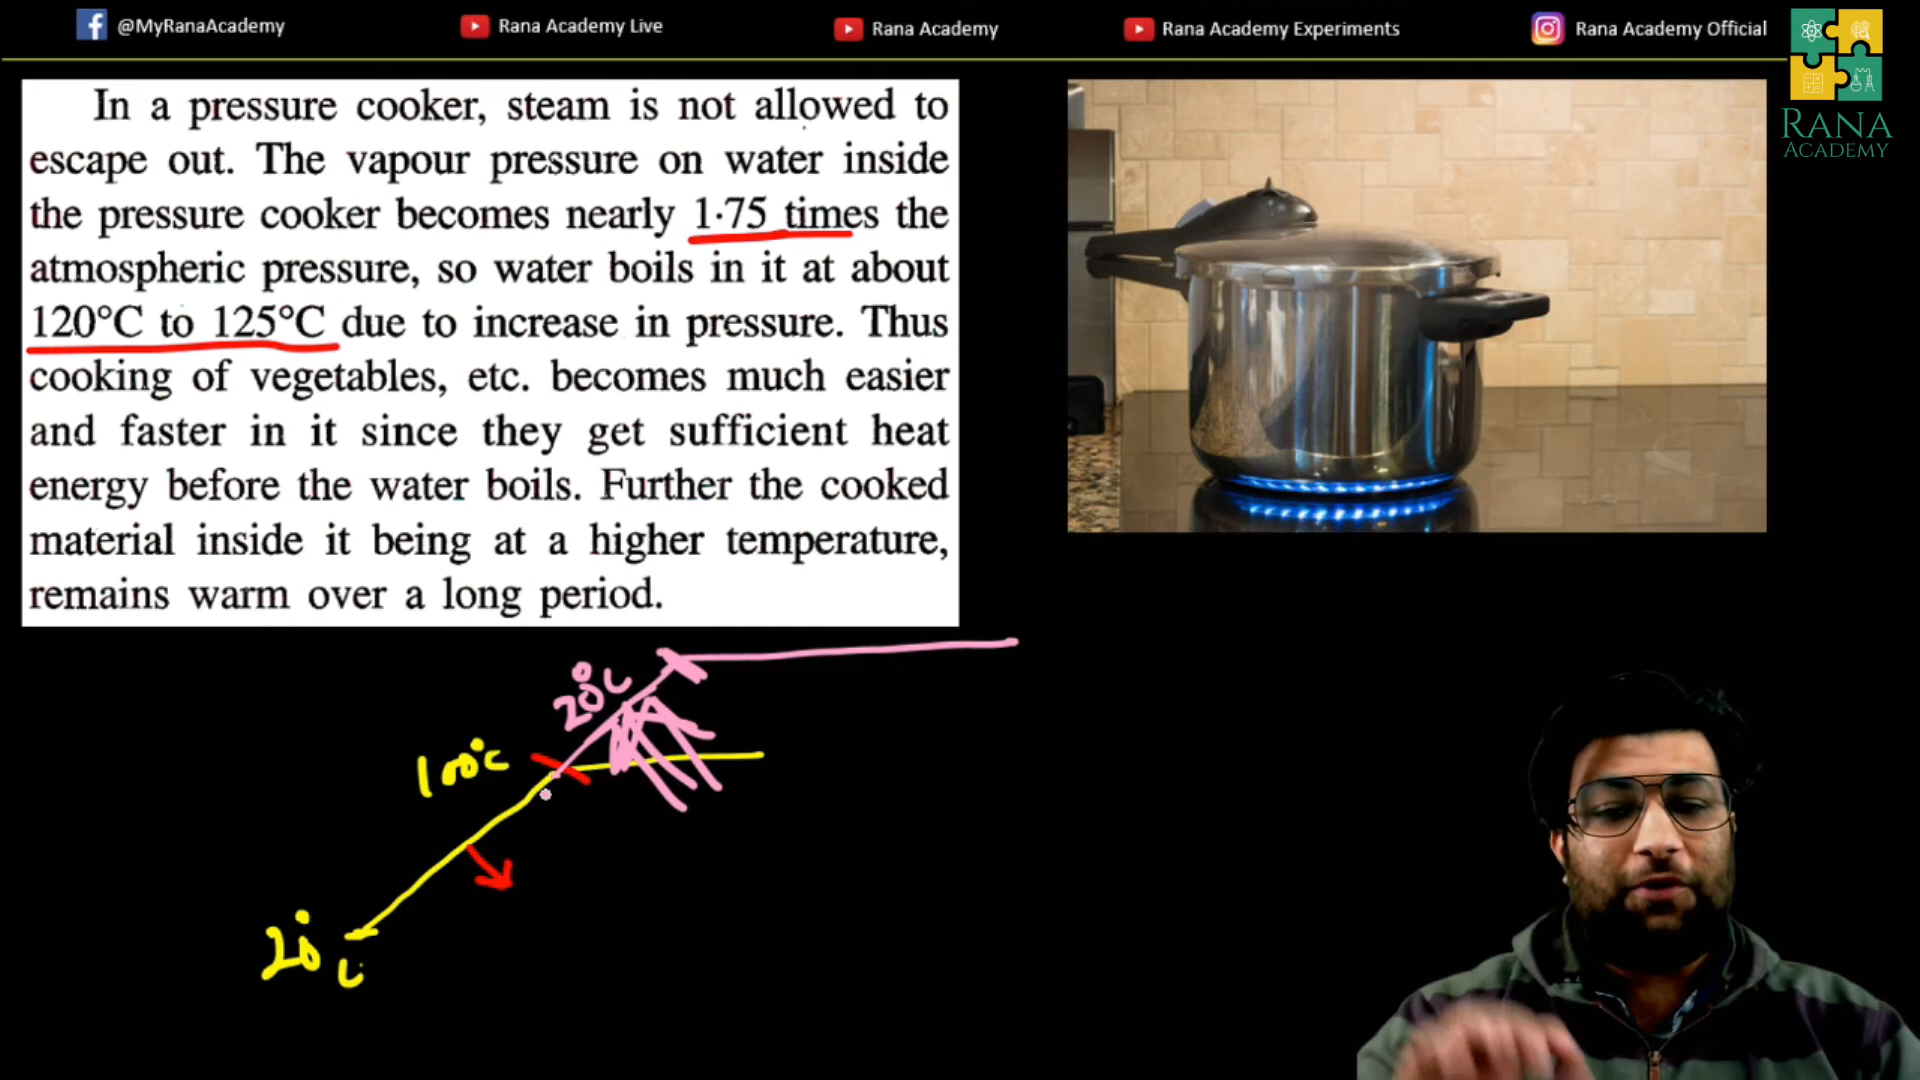 @MyRanaAcademy
Rana Academy Live
Rana Academy
Rana Academy Experiments
Rana Academy Official
RANA
ACADEMY
In a pressure cooker, steam is not allowed to
escape out. The vapour pressure on water inside
the pressure cooker becomes nearly 1·75 times the
atmospheric pressure, so water boils in it at about
120°C to 125°C due to increase in pressure. Thus
cooking of vegetables, etc. becomes much easier
and faster in it since they get sufficient heat
energy before the water boils. Further the cooked
material inside it being at a higher temperature,
remains warm over a long period.
20°C
100°C
20°C